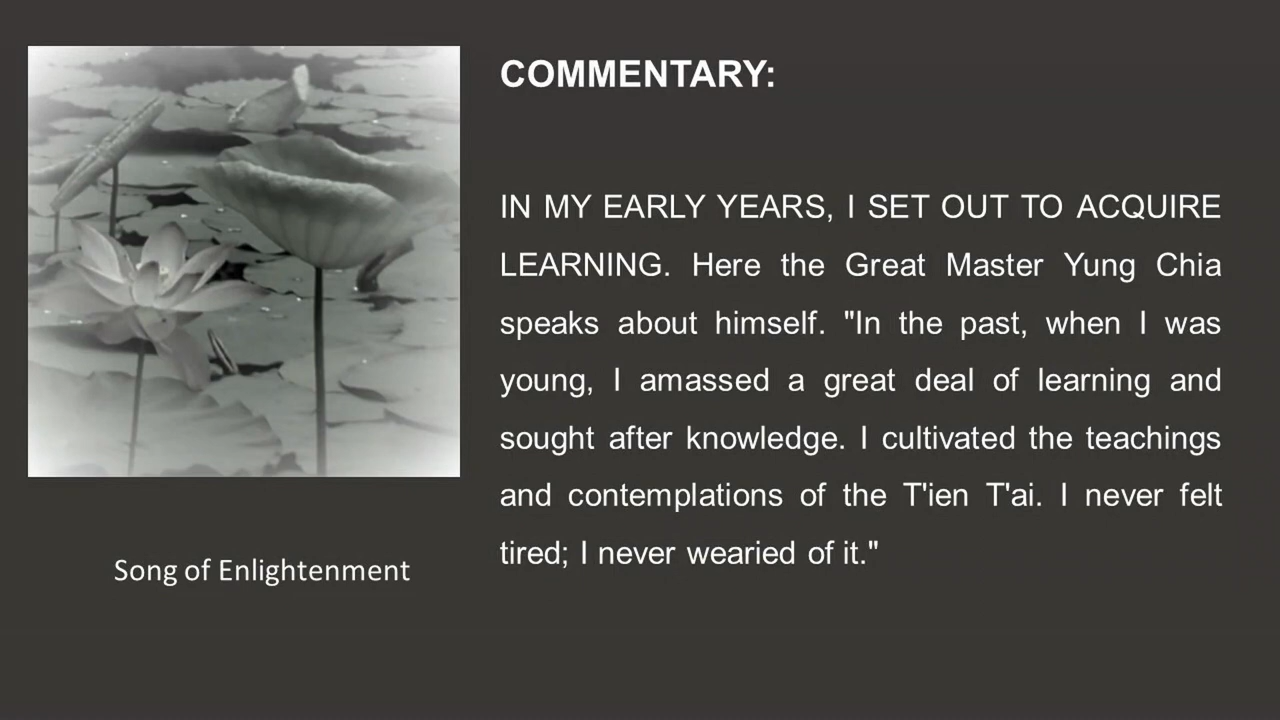 COMMENTARY:
IN MY EARLY YEARS, I SET OUT TO ACQUIRE
LEARNING. Here the Great Master Yung Chia
speaks about himself. "In the past, when I was
young, I amassed a great deal of learning and
sought after knowledge. I cultivated the teachings
and contemplations of the T'ien T'ai. I never felt
tired; I never wearied of it."
Song of Enlightenment